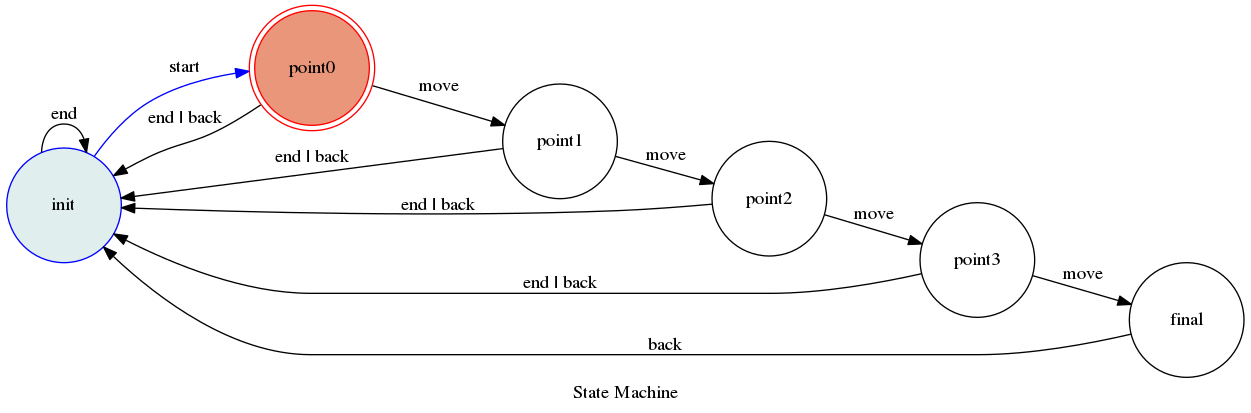 start
point0
move
end
end | back
point1
end | back
move
init
end | back
point2
move
point3
end | back
move
final
back
State Machine